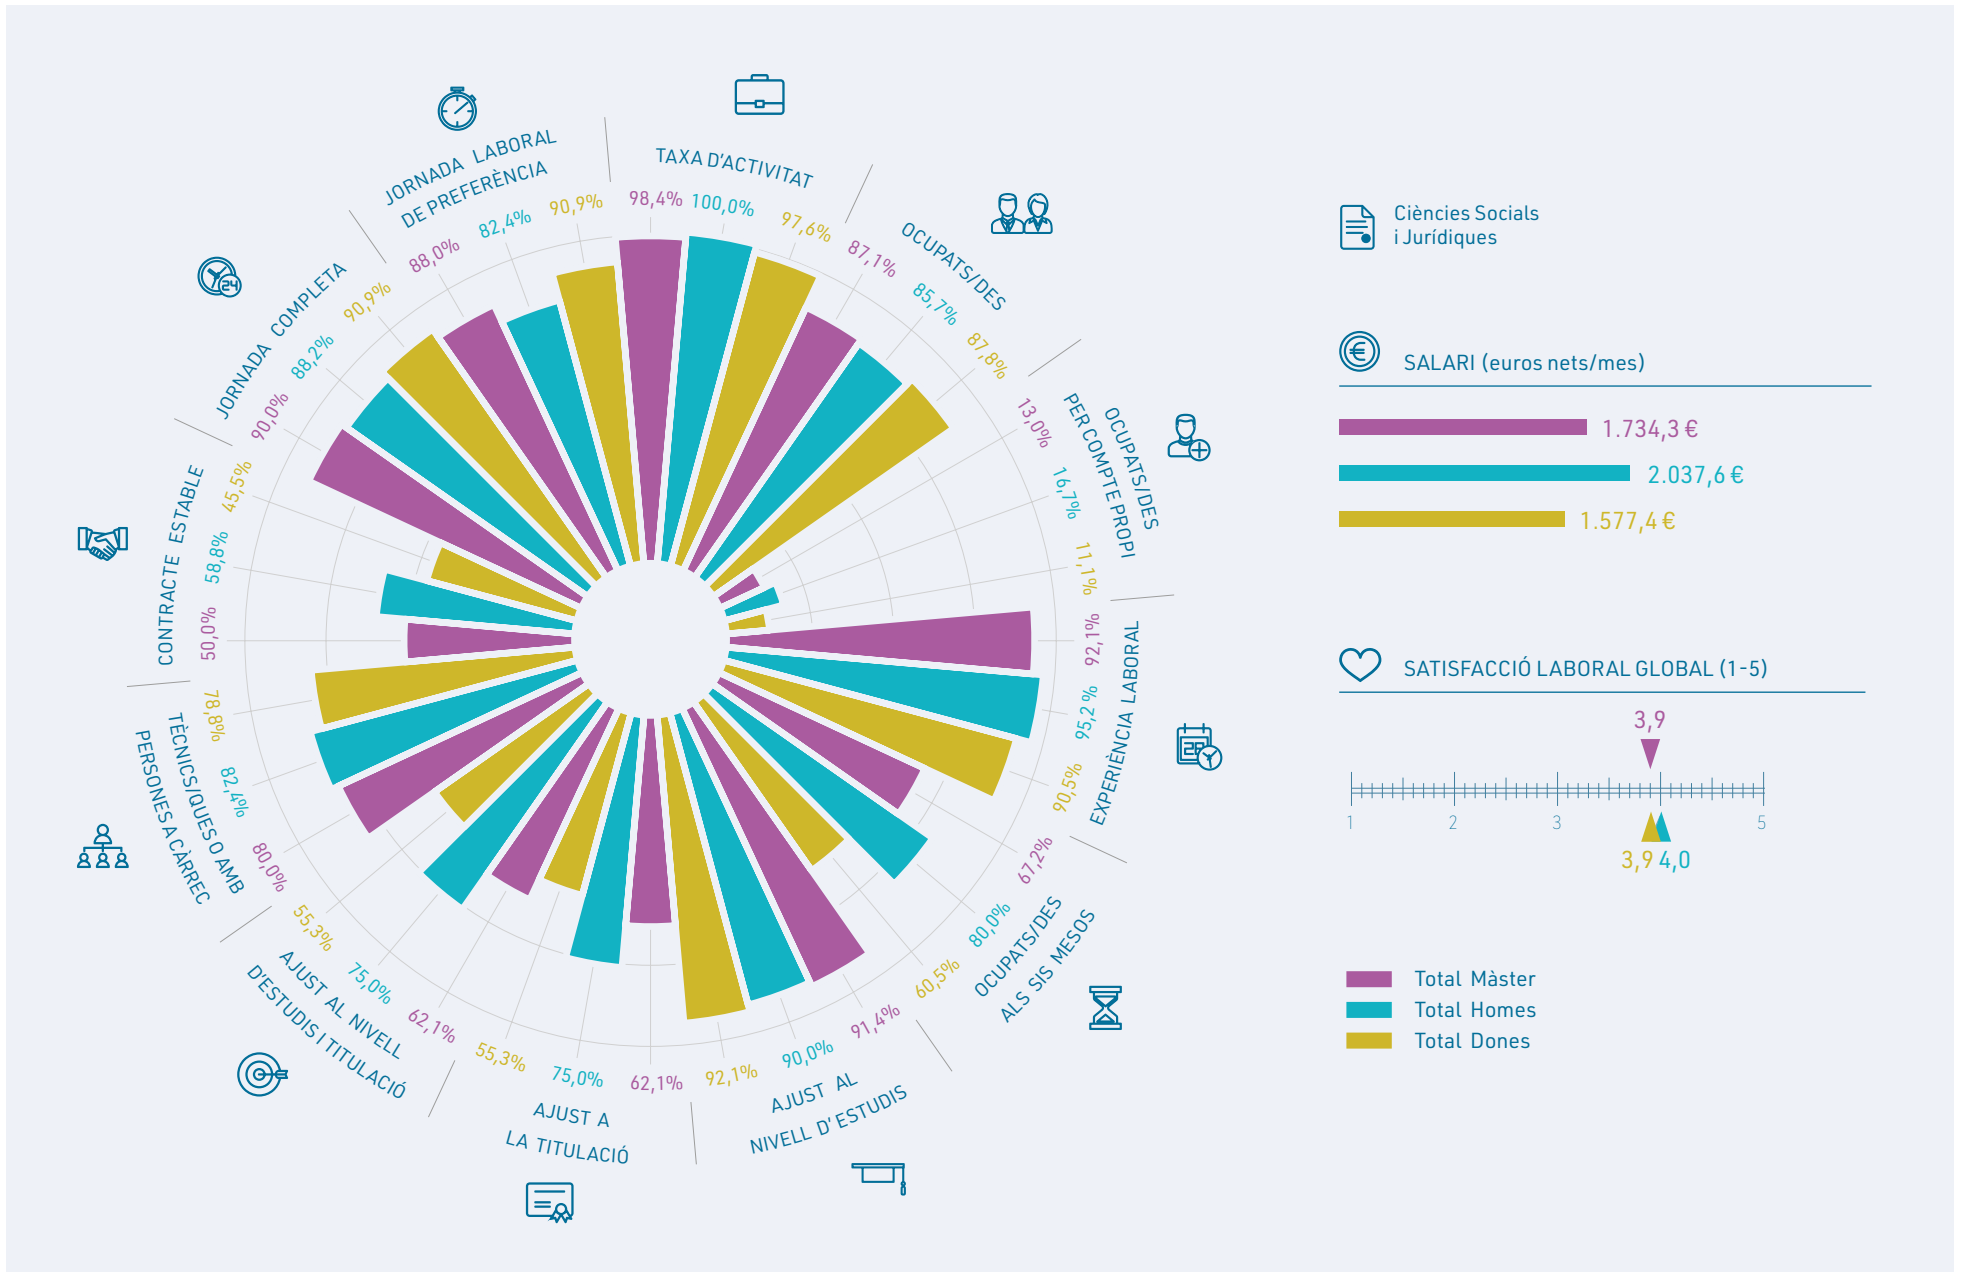 TAXA D'ACTIVITAT
98,4%
100,0%
97,6%
OCUPATS/DES
87,1%
85,7%
87,8%
OCUPATS/DES
PER COMPTE PROPI
13,0%
16,7%
11,1%
EXPERIÈNCIA LABORAL
92,1%
95,2%
90,5%
OCUPATS/DES
ALS SIS MESOS
67,2%
80,0%
60,5%
AJUST AL
NIVELL D' ESTUDIS
91,4%
90,0%
92,1%
AJUST A
LA TITULACIÓ
62,1%
75,0%
55,3%
AJUST AL NIVELL
D'ESTUDIS I TITULACIÓ
62,1%
75,0%
55,3%
TÈCNICS/QUES O AMB
PERSONES A CÀRREC
80,0%
82,4%
78,8%
CONTRACTE ESTABLE
50,0%
58,8%
45,5%
JORNADA COMPLETA
90,0%
88,2%
90,9%
24
JORNADA LABORAL
DE PREFERÈNCIA
88,0%
82,4%
90,9%
Ciències Socials
i Jurídiques
€
SALARI (euros nets/mes)
1.734,3 €
2.037,6 €
1.577,4 €
SATISFACCIÓ LABORAL GLOBAL (1-5)
3,9
1 2 3 5
3,9 4,0
Total Màster
Total Homes
Total Dones